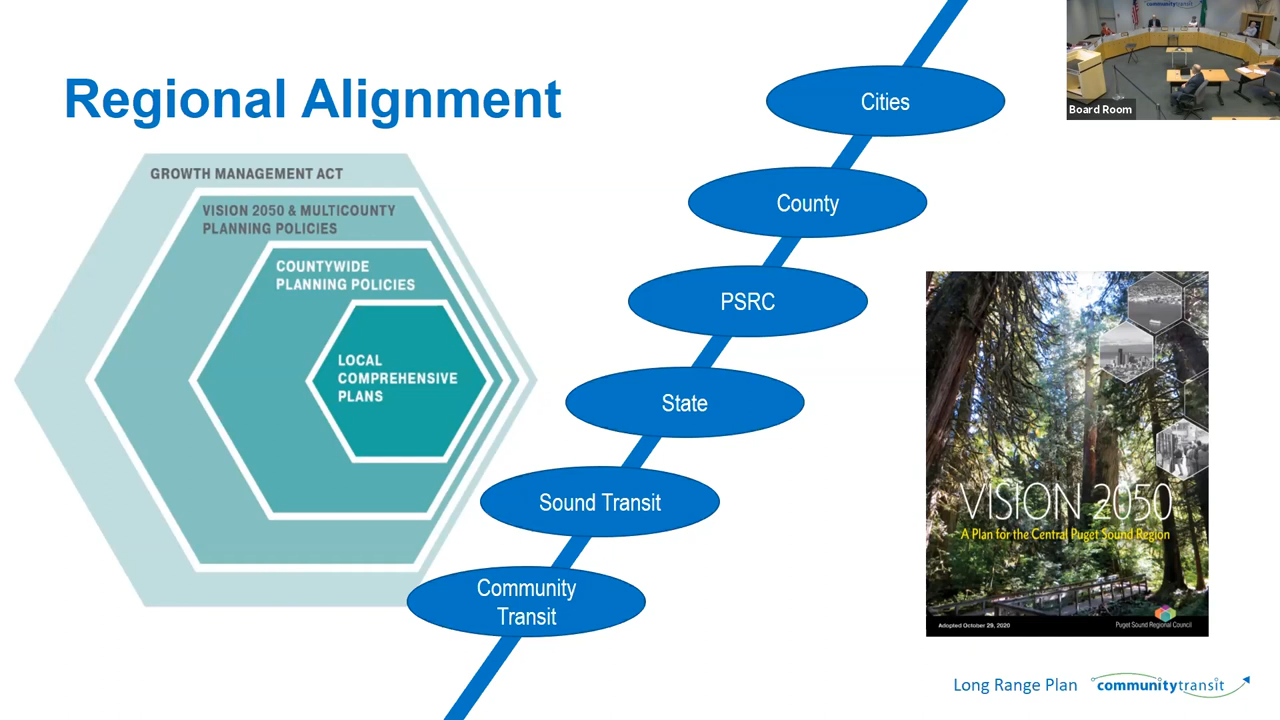 Regional Alignment
GROWTH MANAGEMENT ACT
VISION 2050 & MULTICOUNTY
PLANNING POLICIES
COUNTYWIDE
PLANNING POLICIES
LOCAL
COMPREHENSIVE
PLANS
Cities
County
PSRC
State
Sound Transit
Community
Transit
communitytransit
Board Room
VISION 2050
A Plan for the Central Puget Sound Region
Adopted October 29, 2020
Puget Sound Regional Council
Long Range Plan
communitytransit